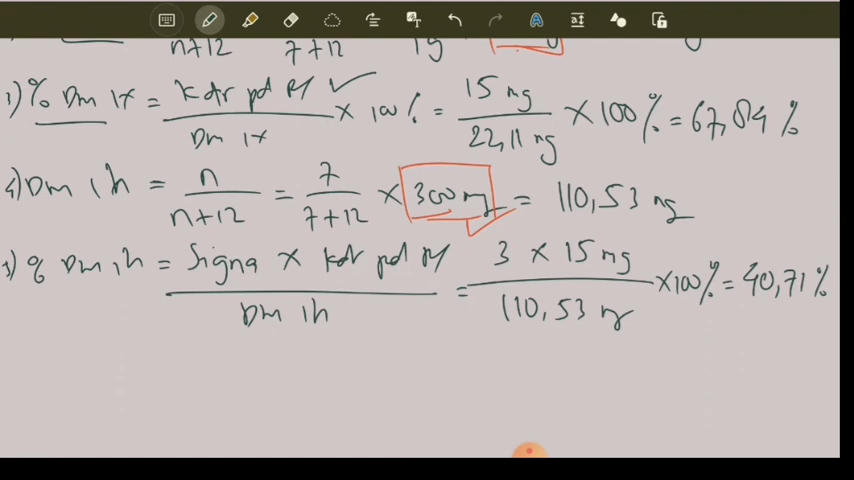 n+12 7+12 1g
3) % Dm 1x = kdr pd R/ ✓ / Dm 1x × 100% = 15 mg / 22,11 mg × 100% = 67,84 %
4) Dm 1h = n / n+12 = 7 / 7+12 × 300 mg = 110,53 mg
5) % Dm 1h = Signa × kdr pd R/ / Dm 1h = 3 × 15 mg / 110,53 mg × 100% = 40,71 %